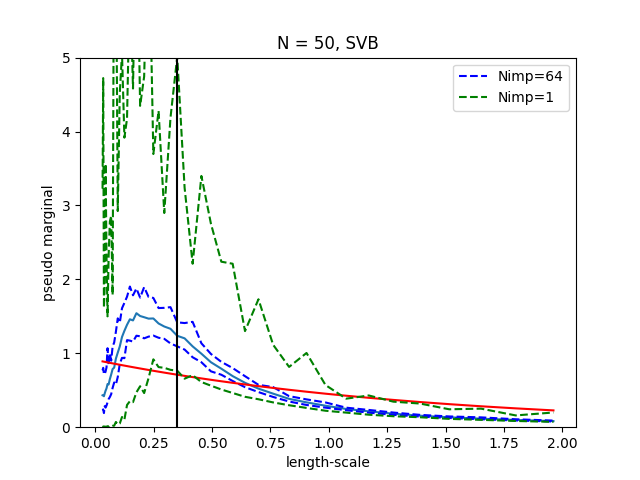 N = 50, SVB
Nimp=64
Nimp=1
pseudo marginal
5
4
3
2
1
0
0.00 0.25 0.50 0.75 1.00 1.25 1.50 1.75 2.00
length-scale